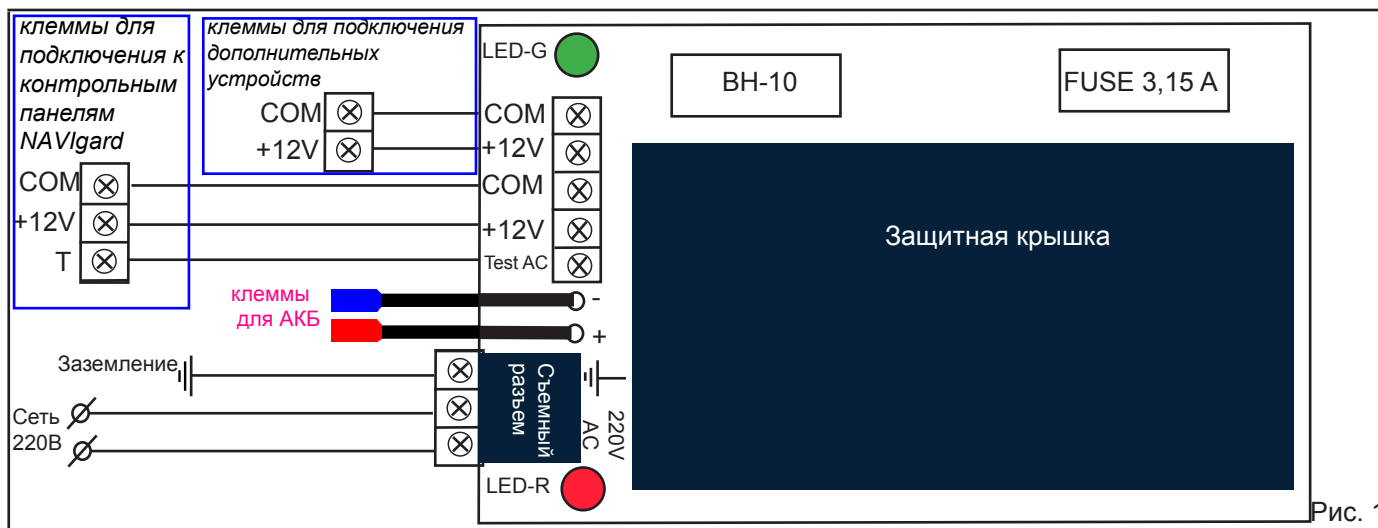 клеммы для
подключения к
контрольным
панелям
NAVIgard
COM
+12V
T
клеммы для подключения
дополнительных
устройств
COM
+12V
LED-G
COM
+12V
COM
+12V
Test AC
клеммы
для АКБ
-
+
Заземление
Сеть
220В
Съемный
разъем
220V
AC
LED-R
BH-10
FUSE 3,15 A
Защитная крышка
Рис. 1